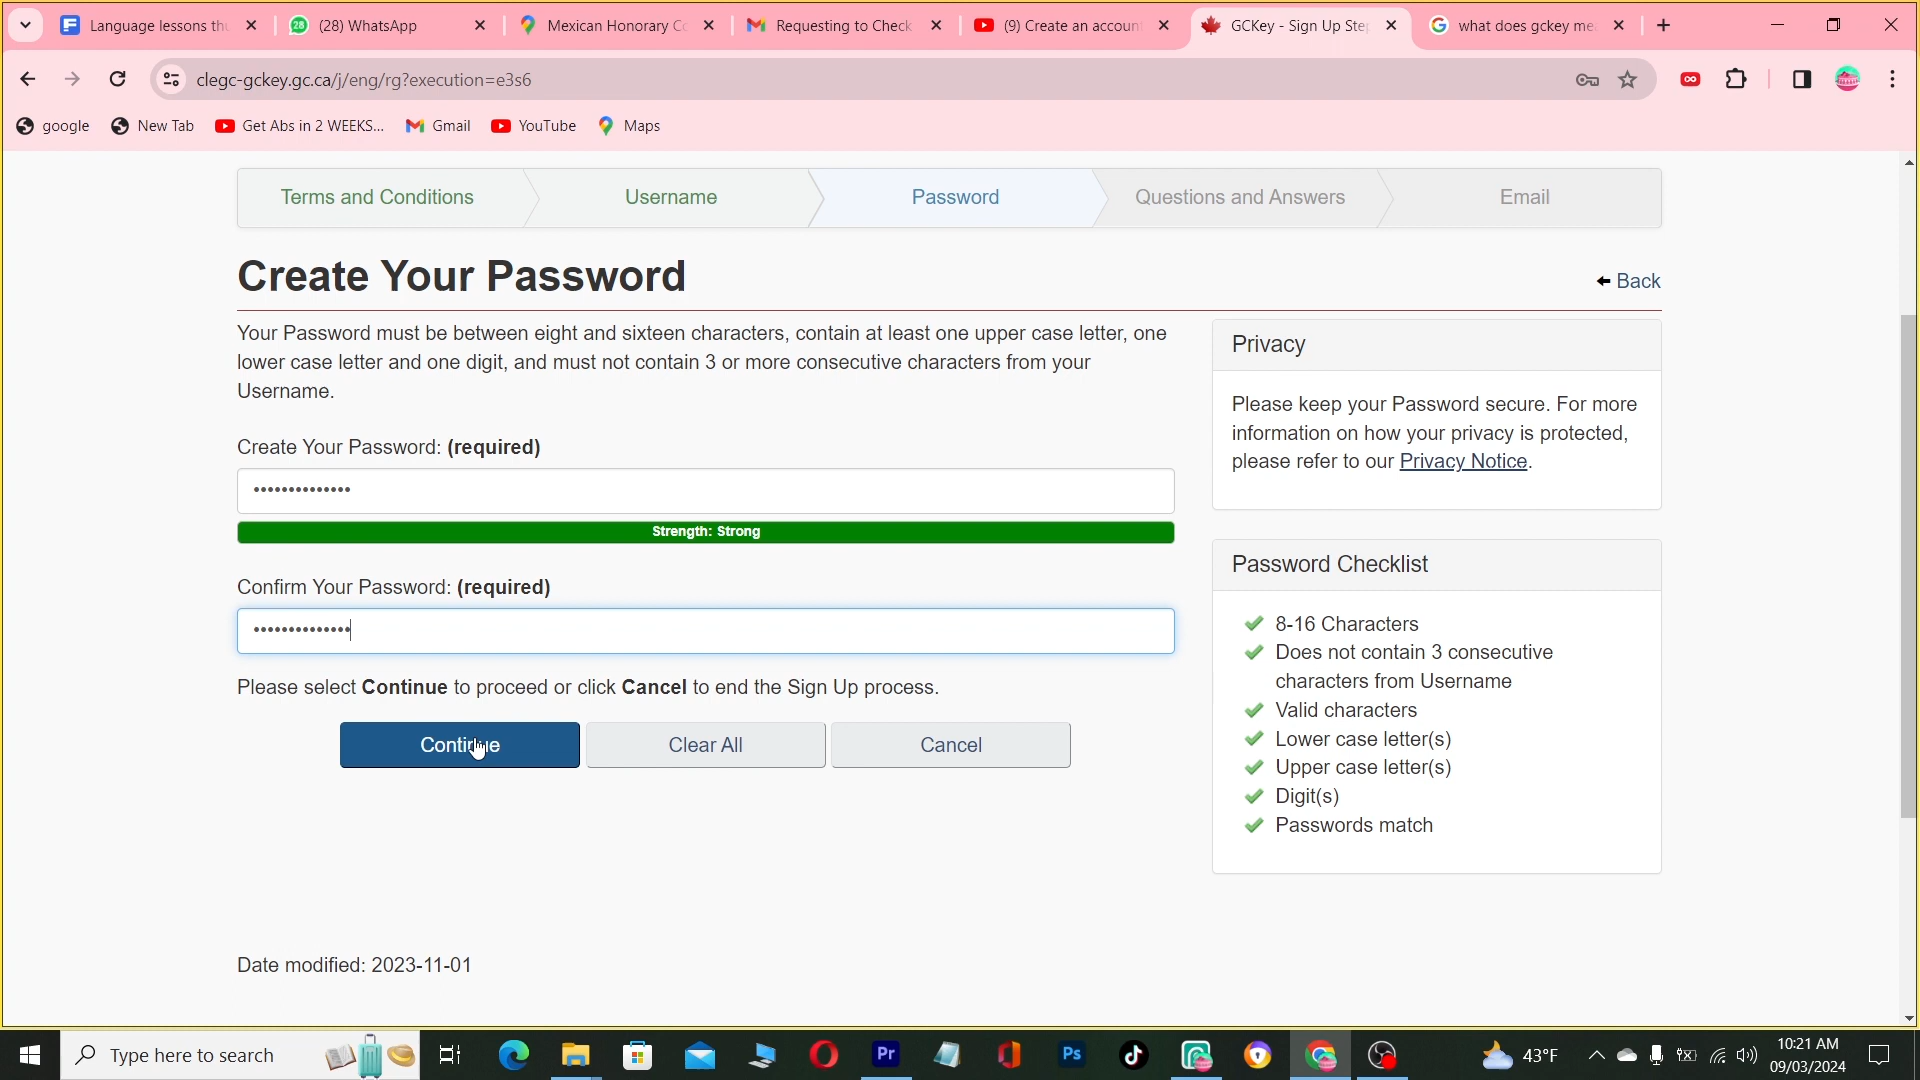 Language lessons thu
(28) WhatsApp
Mexican Honorary Co
Requesting to Check
(9) Create an account
GCKey - Sign Up Step
what does gckey me
clegc-gckey.gc.ca/j/eng/rg?execution=e3s6
google
New Tab
Get Abs in 2 WEEKS...
Gmail
YouTube
Maps
Terms and Conditions
Username
Password
Questions and Answers
Email
Create Your Password
Back
Your Password must be between eight and sixteen characters, contain at least one upper case letter, one
lower case letter and one digit, and must not contain 3 or more consecutive characters from your
Username.
Create Your Password: (required)
••••••••••••••
Strength: Strong
Confirm Your Password: (required)
••••••••••••••
Please select Continue to proceed or click Cancel to end the Sign Up process.
Continue
Clear All
Cancel
Privacy
Please keep your Password secure. For more
information on how your privacy is protected,
please refer to our Privacy Notice.
Password Checklist
8-16 Characters
Does not contain 3 consecutive
characters from Username
Valid characters
Lower case letter(s)
Upper case letter(s)
Digit(s)
Passwords match
Date modified: 2023-11-01
Type here to search
Pr
Ps
43°F
10:21 AM
09/03/2024